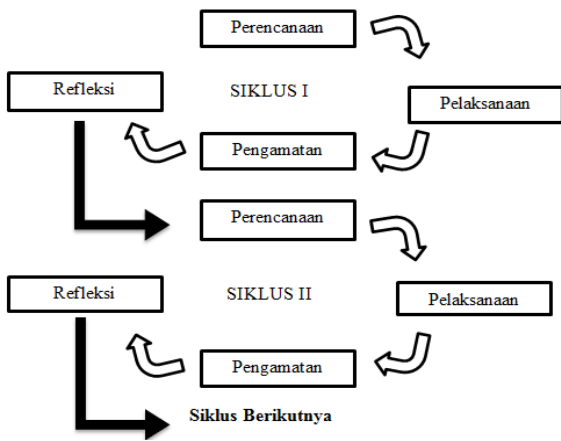 Perencanaan
Refleksi
SIKLUS I
Pelaksanaan
Pengamatan
Perencanaan
Refleksi
SIKLUS II
Pelaksanaan
Pengamatan
Siklus Berikutnya